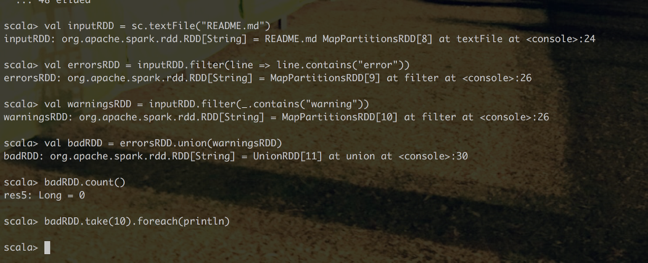 ... 48 elided
scala> val inputRDD = sc.textFile("README.md")
inputRDD: org.apache.spark.rdd.RDD[String] = README.md MapPartitionsRDD[8] at textFile at <console>:24
scala> val errorsRDD = inputRDD.filter(line => line.contains("error"))
errorsRDD: org.apache.spark.rdd.RDD[String] = MapPartitionsRDD[9] at filter at <console>:26
scala> val warningsRDD = inputRDD.filter(_.contains("warning"))
warningsRDD: org.apache.spark.rdd.RDD[String] = MapPartitionsRDD[10] at filter at <console>:26
scala> val badRDD = errorsRDD.union(warningsRDD)
badRDD: org.apache.spark.rdd.RDD[String] = UnionRDD[11] at union at <console>:30
scala> badRDD.count()
res5: Long = 0
scala> badRDD.take(10).foreach(println)
scala>